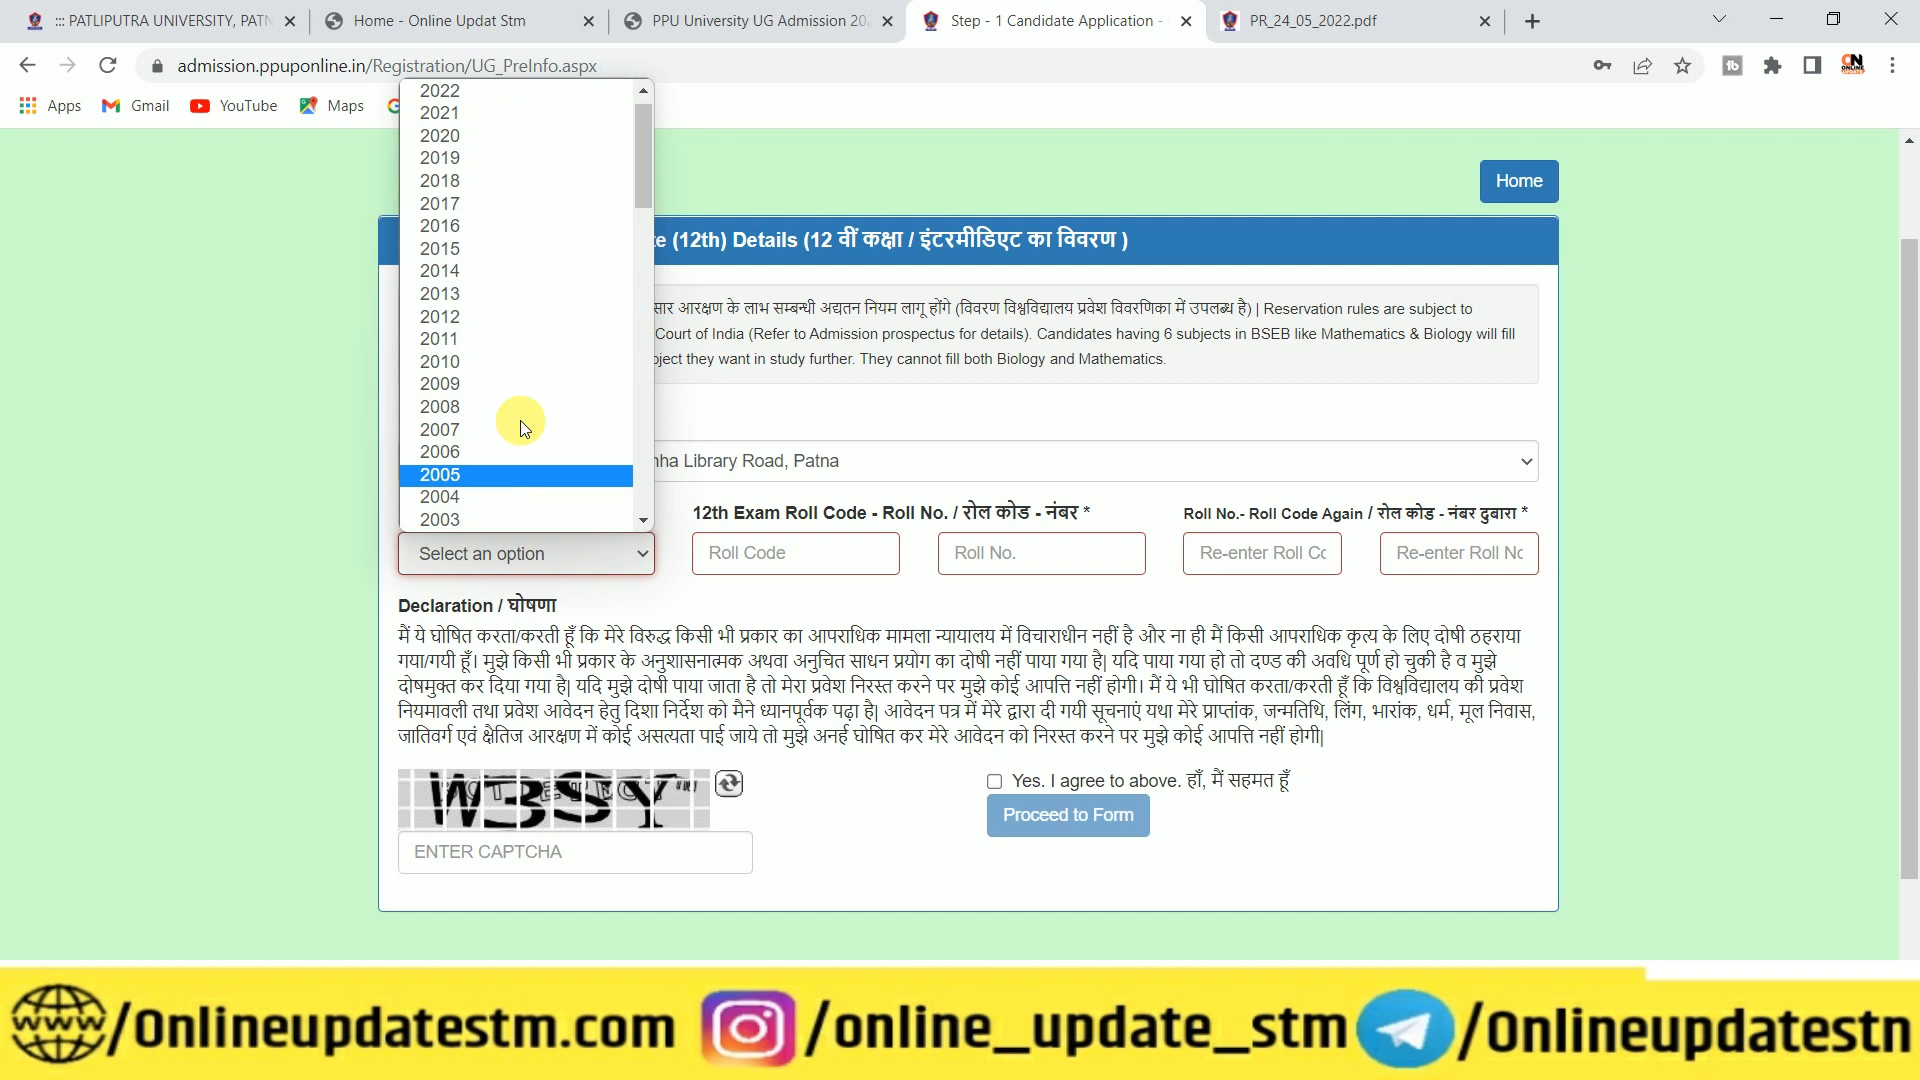 ::: PATLIPUTRA UNIVERSITY, PATN
Home - Online Updat Stm
PPU University UG Admission 202
Step - 1 Candidate Application -
PR_24_05_2022.pdf
admission.ppuponline.in/Registration/UG_PreInfo.aspx
Apps
Gmail
YouTube
Maps
2022
2021
2020
2019
2018
2017
2016
2015
2014
2013
2012
2011
2010
2009
2008
2007
2006
2005
2004
2003
Home
(12th) Details (12 वीं कक्षा / इंटरमीडिएट का विवरण )
आरक्षण के लाभ सम्बन्धी अद्यतन नियम लागू होंगे (विवरण विश्वविद्यालय प्रवेश विवरणिका में उपलब्ध है) | Reservation rules are subject to
Court of India (Refer to Admission prospectus for details). Candidates having 6 subjects in BSEB like Mathematics & Biology will fill
they want in study further. They cannot fill both Biology and Mathematics.
Library Road, Patna
12th Exam Roll Code - Roll No. / रोल कोड - नंबर *
Roll No.- Roll Code Again / रोल कोड - नंबर दुबारा *
Select an option
Roll Code
Roll No.
Re-enter Roll Cc
Re-enter Roll Nc
Declaration / घोषणा
मैं ये घोषित करता/करती हूँ कि मेरे विरुद्ध किसी भी प्रकार का आपराधिक मामला न्यायालय में विचाराधीन नहीं है और ना ही मैं किसी आपराधिक कृत्य के लिए दोषी ठहराया
गया/गयी हूँ। मुझे किसी भी प्रकार के अनुशासनात्मक अथवा अनुचित साधन प्रयोग का दोषी नहीं पाया गया है| यदि पाया गया हो तो दण्ड की अवधि पूर्ण हो चुकी है व मुझे
दोषमुक्त कर दिया गया है| यदि मुझे दोषी पाया जाता है तो मेरा प्रवेश निरस्त करने पर मुझे कोई आपत्ति नहीं होगी। मैं ये भी घोषित करता/करती हूँ कि विश्वविद्यालय की प्रवेश
नियमावली तथा प्रवेश आवेदन हेतु दिशा निर्देश को मैने ध्यानपूर्वक पढ़ा है| आवेदन पत्र में मेरे द्वारा दी गयी सूचनाएं यथा मेरे प्राप्तांक, जन्मतिथि, लिंग, भारांक, धर्म, मूल निवास,
जातिवर्ग एवं क्षैतिज आरक्षण में कोई असत्यता पाई जाये तो मुझे अनर्ह घोषित कर मेरे आवेदन को निरस्त करने पर मुझे कोई आपत्ति नहीं होगी|
W3SY
Yes. I agree to above. हाँ, मैं सहमत हूँ
Proceed to Form
ENTER CAPTCHA
www/Onlineupdatestm.com
/online_update_stm
/Onlineupdatestn